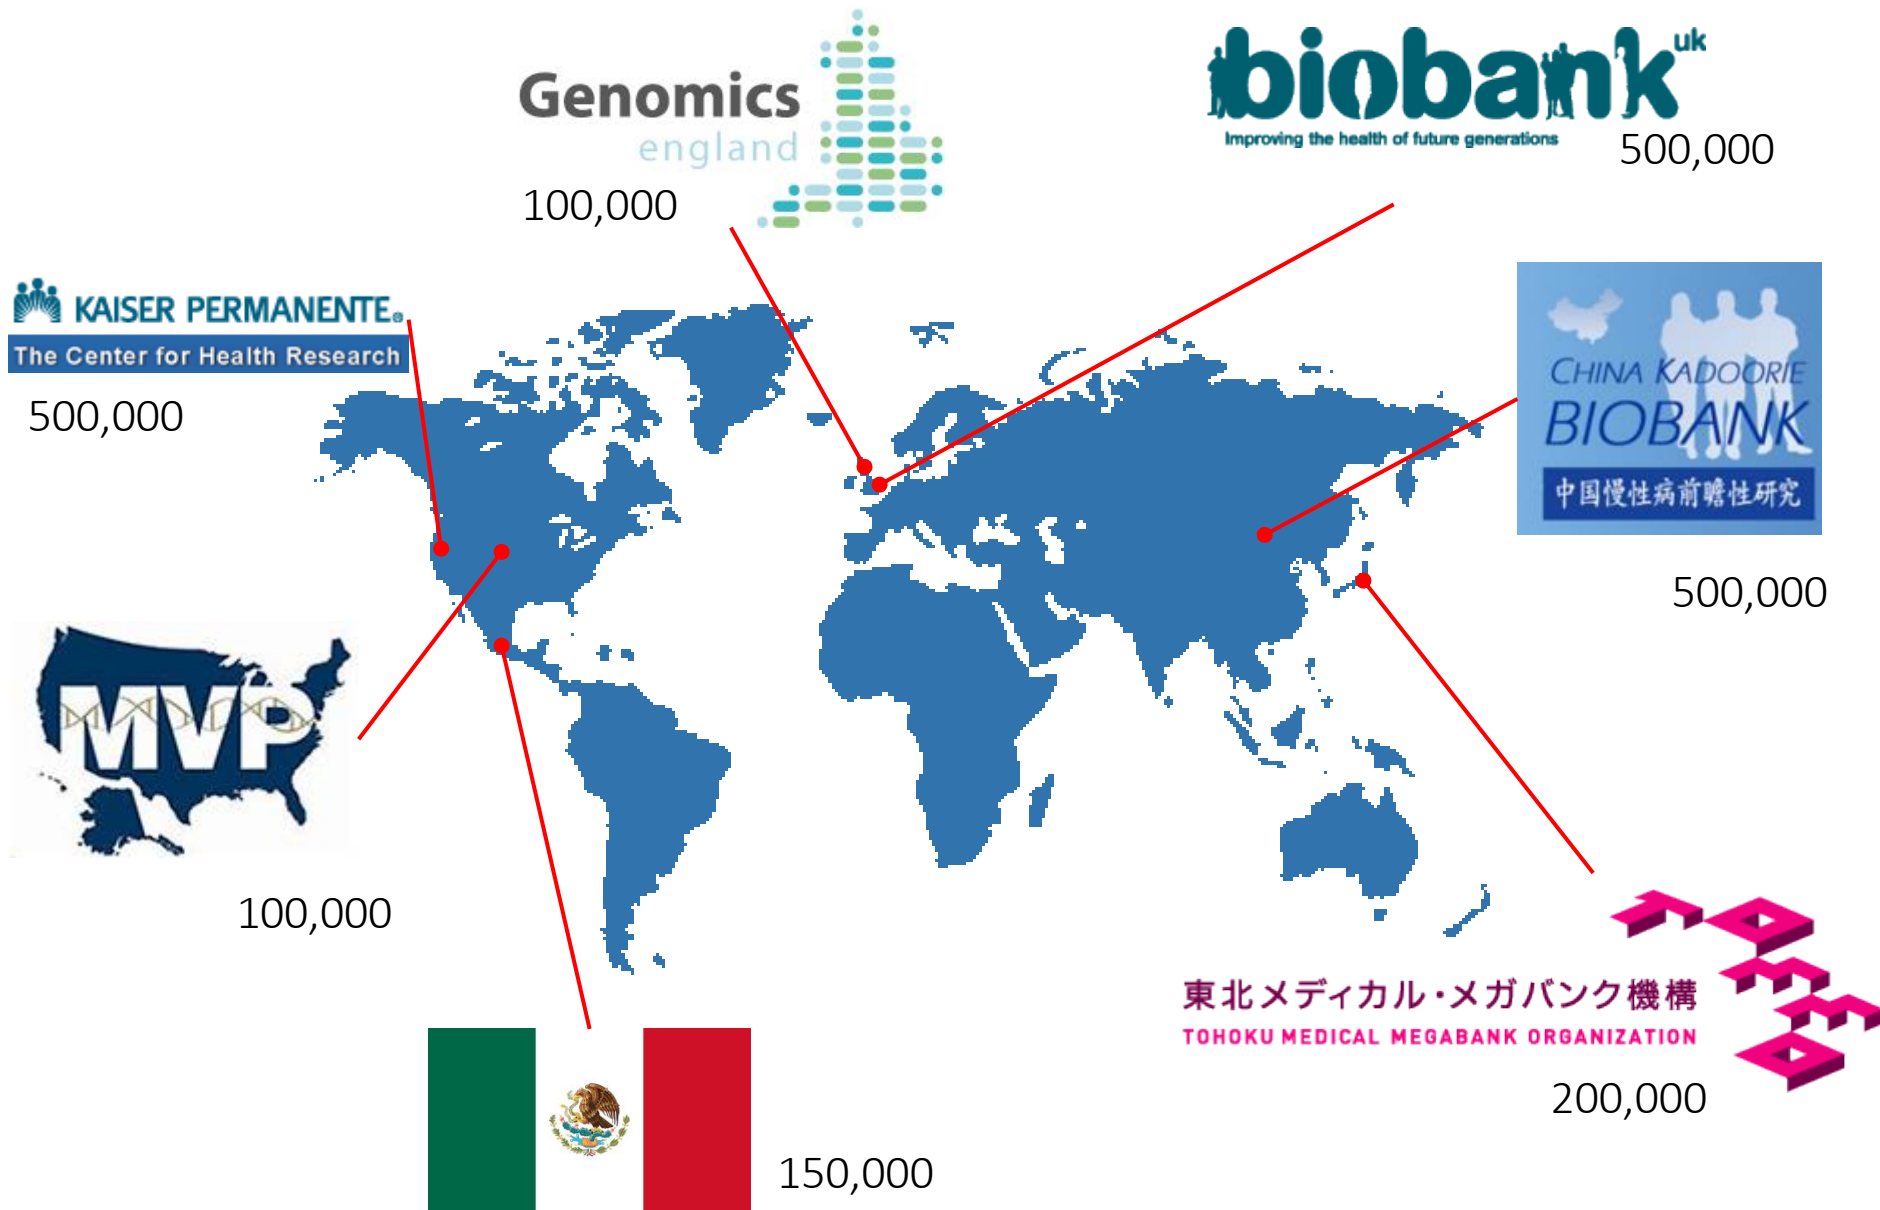 Genomics
england
100,000
biobank uk
Improving the health of future generations
500,000
KAISER PERMANENTE®
The Center for Health Research
500,000
CHINA KADOORIE
BIOBANK
中国慢性病前瞻性研究
500,000
MVP
100,000
東北メディカル・メガバンク機構
TOHOKU MEDICAL MEGABANK ORGANIZATION
200,000
150,000